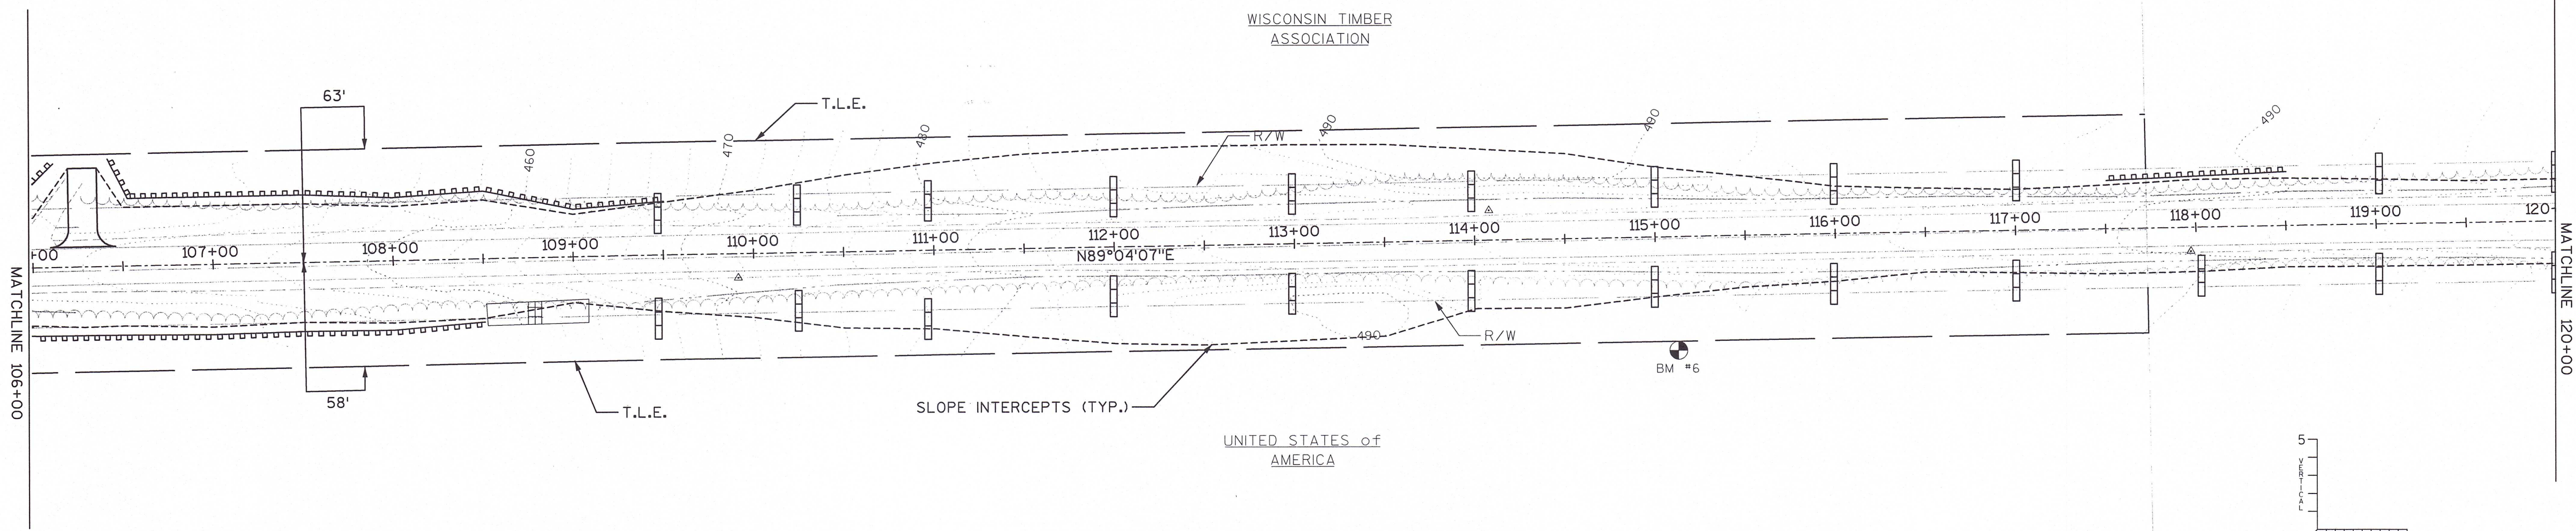 WISCONSIN TIMBER
ASSOCIATION
63'
T.L.E.
460
470
480
R/W
490
490
490
+00
107+00
108+00
109+00
110+00
111+00
112+00
113+00
114+00
115+00
116+00
117+00
118+00
119+00
120
N89°04'07"E
MATCHLINE 106+00
MATCHLINE 120+00
480
R/W
BM #6
58'
T.L.E.
SLOPE INTERCEPTS (TYP.)
UNITED STATES of
AMERICA
5
VERTICAL